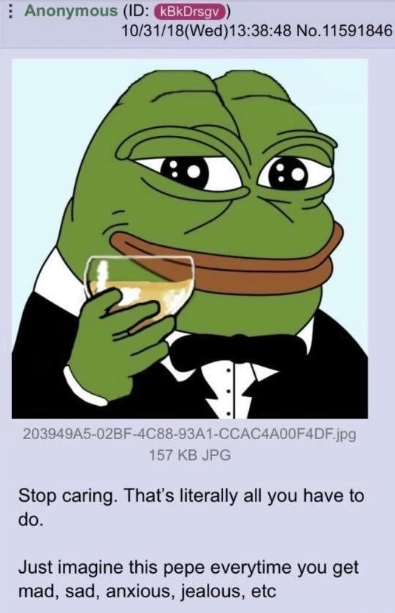 Anonymous (ID: kBkDrsgv)
10/31/18(Wed)13:38:48 No.11591846
203949A5-02BF-4C88-93A1-CCAC4A00F4DF.jpg
157 KB JPG
Stop caring. That's literally all you have to
do.
Just imagine this pepe everytime you get
mad, sad, anxious, jealous, etc